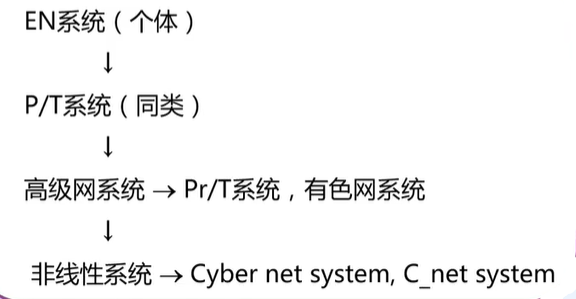 EN系统（个体）
↓
P/T系统（同类）
↓
高级网系统 → Pr/T系统，有色网系统
↓
非线性系统 → Cyber net system, C_net system